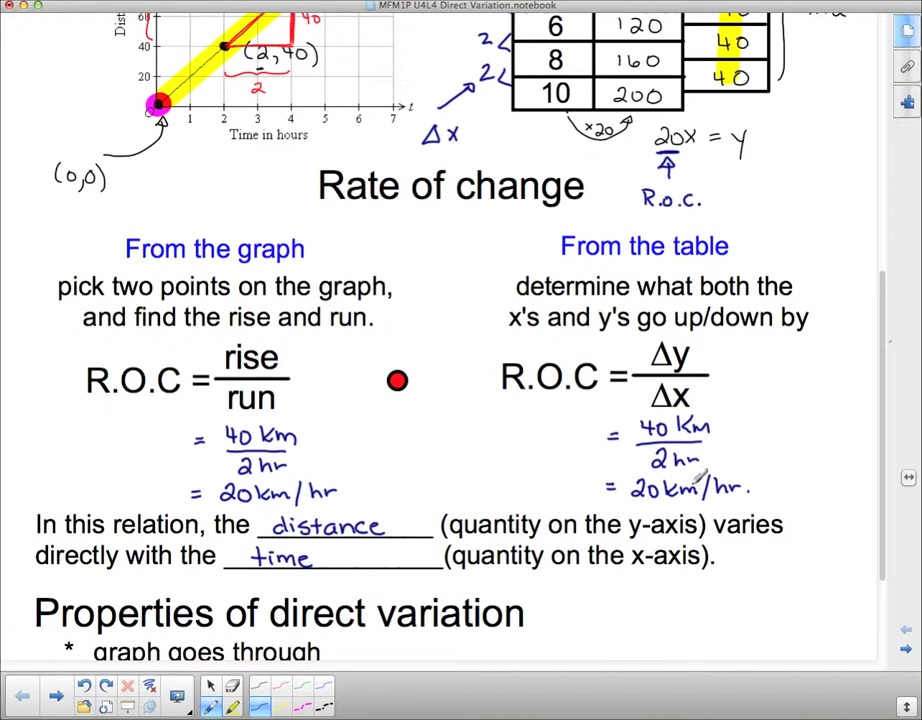 MFM1P U4L4 Direct Variation.notebook
40
6 120
40
40
(2,40)
2
8 160
20
2
40
2
10 200
0
1 2 3 4 5 6 7 t
Time in hours
Δx
x20
20x = y
(0,0)
R.O.C.
Rate of change
From the graph
From the table
pick two points on the graph,
and find the rise and run.
determine what both the
x's and y's go up/down by
R.O.C = rise
run
R.O.C = Δy
Δx
= 40 km
2 hr
= 40 km
2 hr
= 20 km/hr
= 20 km/hr.
In this relation, the distance (quantity on the y-axis) varies
directly with the time (quantity on the x-axis).
Properties of direct variation
* graph goes through